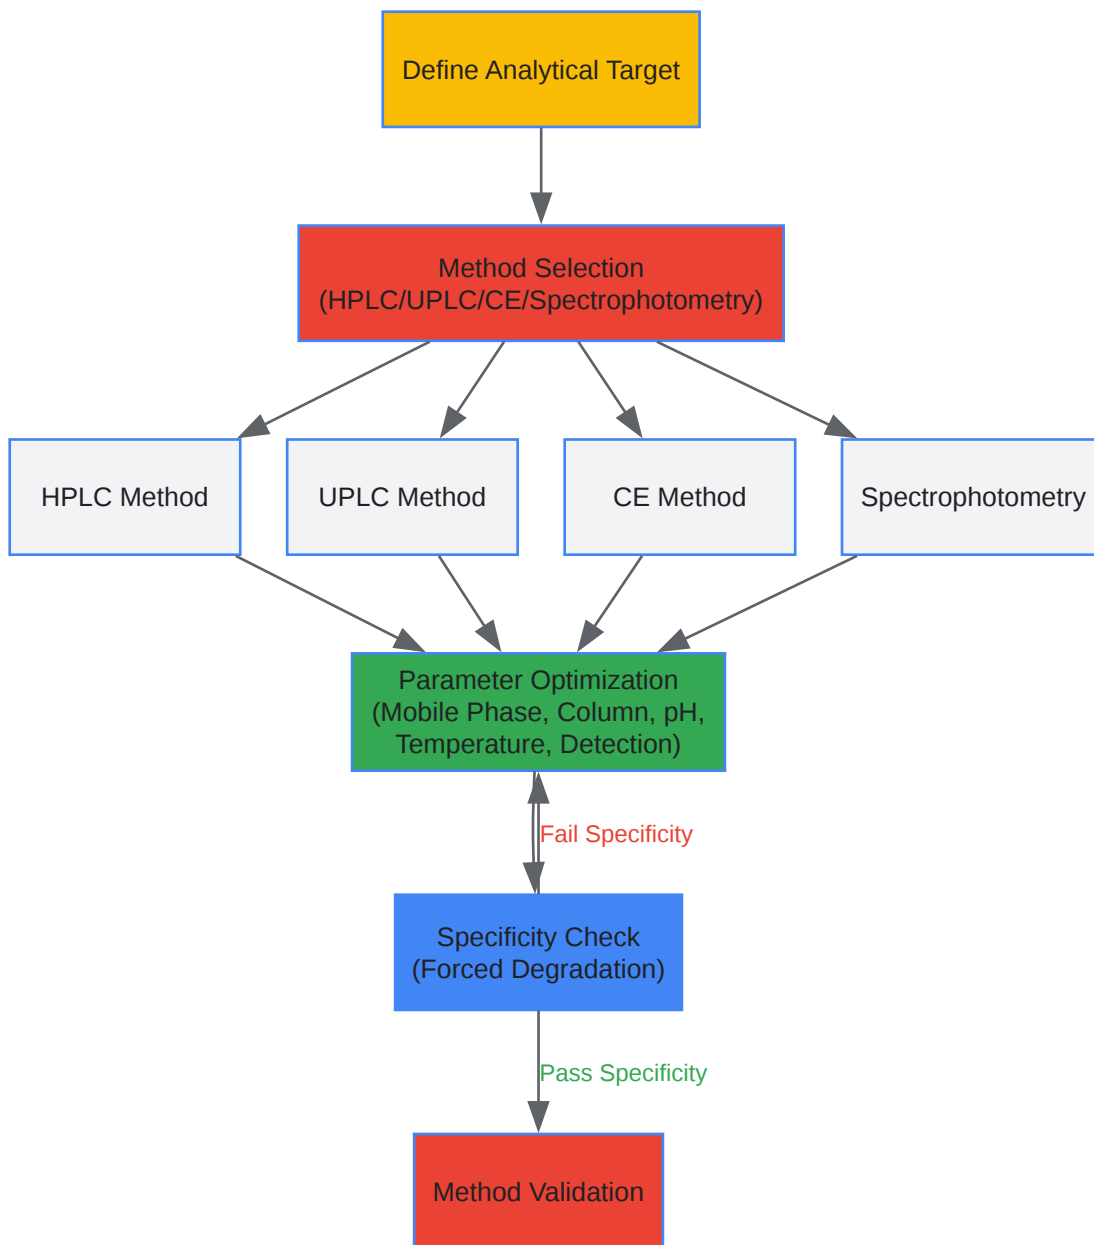 Define Analytical Target
Method Selection
(HPLC/UPLC/CE/Spectrophotometry)
HPLC Method
UPLC Method
CE Method
Spectrophotometry
Parameter Optimization
(Mobile Phase, Column, pH,
Temperature, Detection)
Fail Specificity
Specificity Check
(Forced Degradation)
Pass Specificity
Method Validation